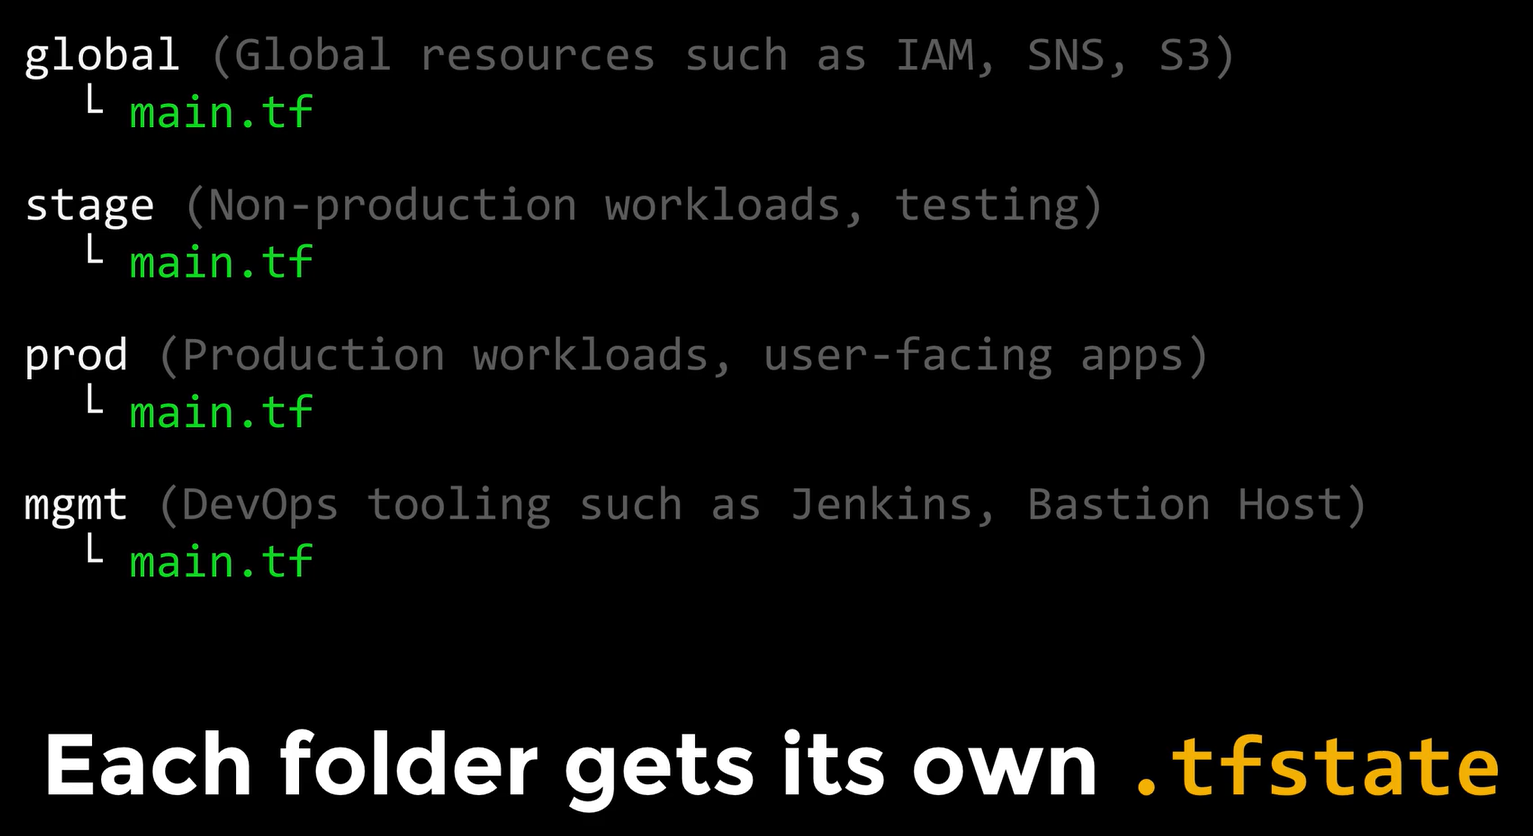 global (Global resources such as IAM, SNS, S3)
└ main.tf
stage (Non-production workloads, testing)
└ main.tf
prod (Production workloads, user-facing apps)
└ main.tf
mgmt (DevOps tooling such as Jenkins, Bastion Host)
└ main.tf
Each folder gets its own .tfstate